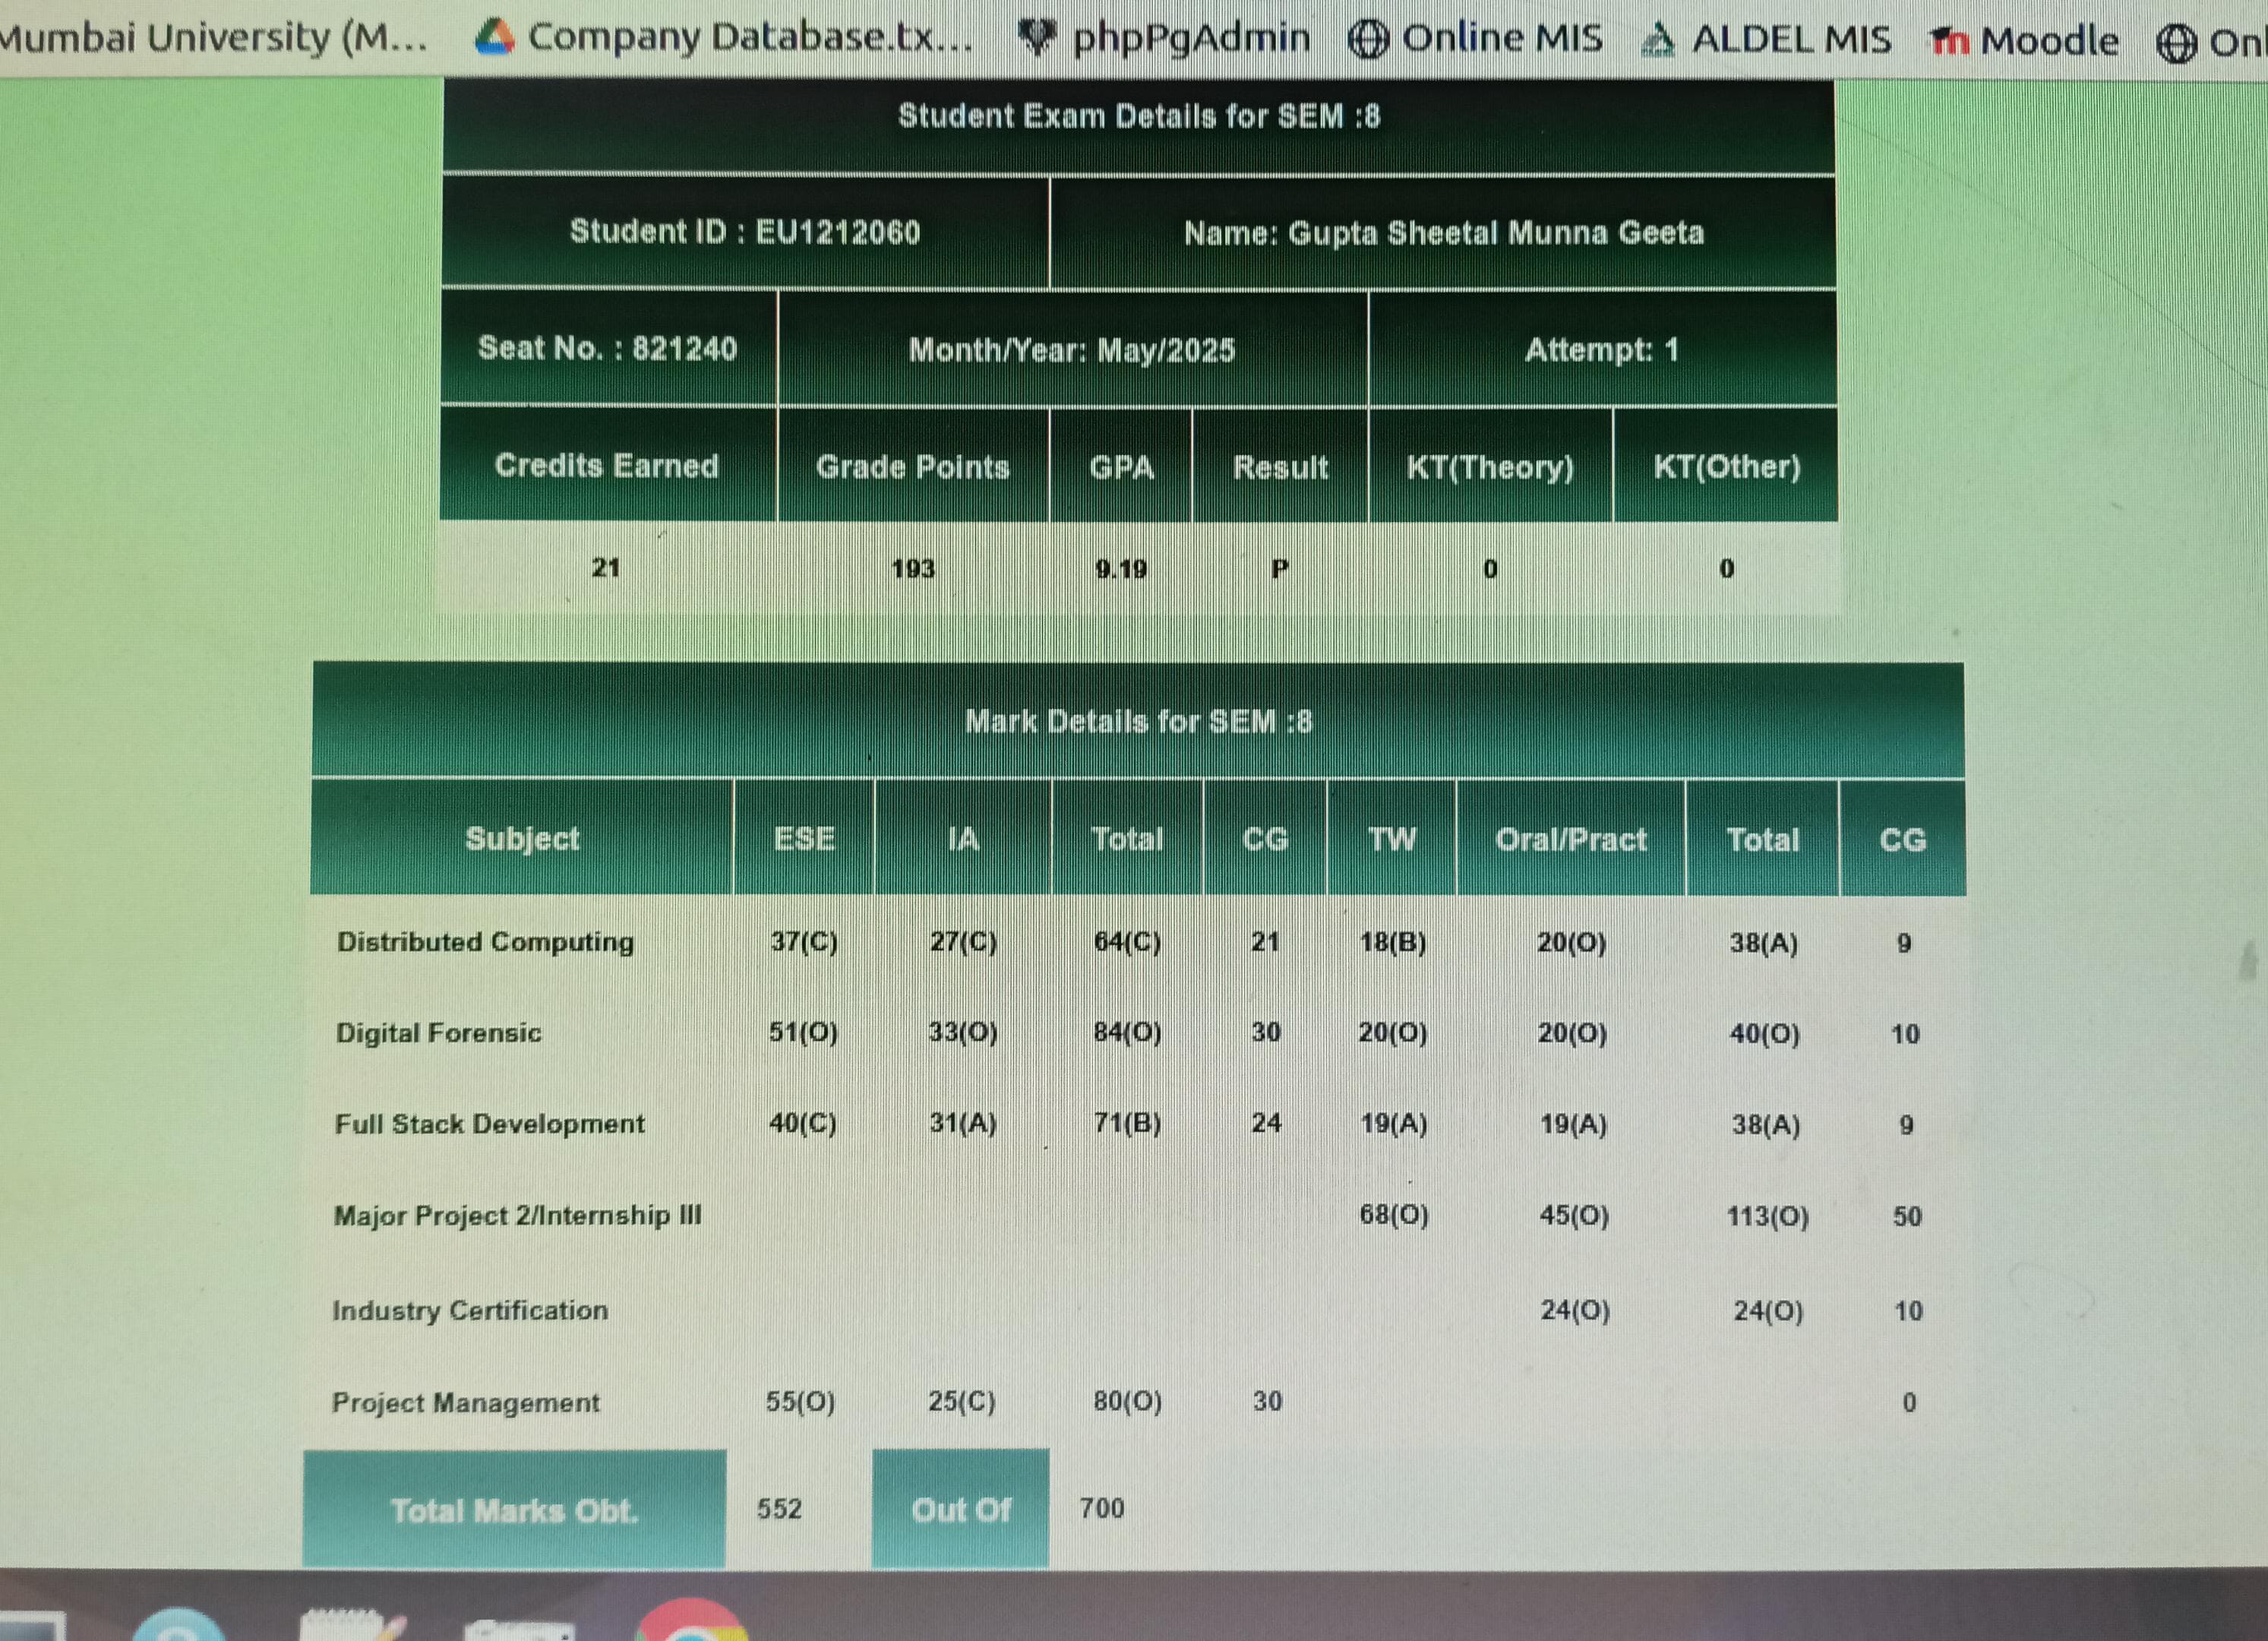 Mumbai University (M... Company Database.tx... phpPgAdmin Online MIS ALDEL MIS Moodle Onl
Student Exam Details for SEM :8
Student ID : EU1212060 Name: Gupta Sheetal Munna Geeta
Seat No. : 821240 Month/Year: May/2025 Attempt: 1
Credits Earned Grade Points GPA Result KT(Theory) KT(Other)
21 193 9.19 P 0 0
Mark Details for SEM :8
Subject ESE IA Total CG TW Oral/Pract Total CG
Distributed Computing 37(C) 27(C) 64(C) 21 18(B) 20(O) 38(A) 9
Digital Forensic 51(O) 33(O) 84(O) 30 20(O) 20(O) 40(O) 10
Full Stack Development 40(C) 31(A) 71(B) 24 19(A) 19(A) 38(A) 9
Major Project 2/Internship III 68(O) 45(O) 113(O) 50
Industry Certification 24(O) 24(O) 10
Project Management 55(O) 25(C) 80(O) 30 0
Total Marks Obt. 552 Out Of 700